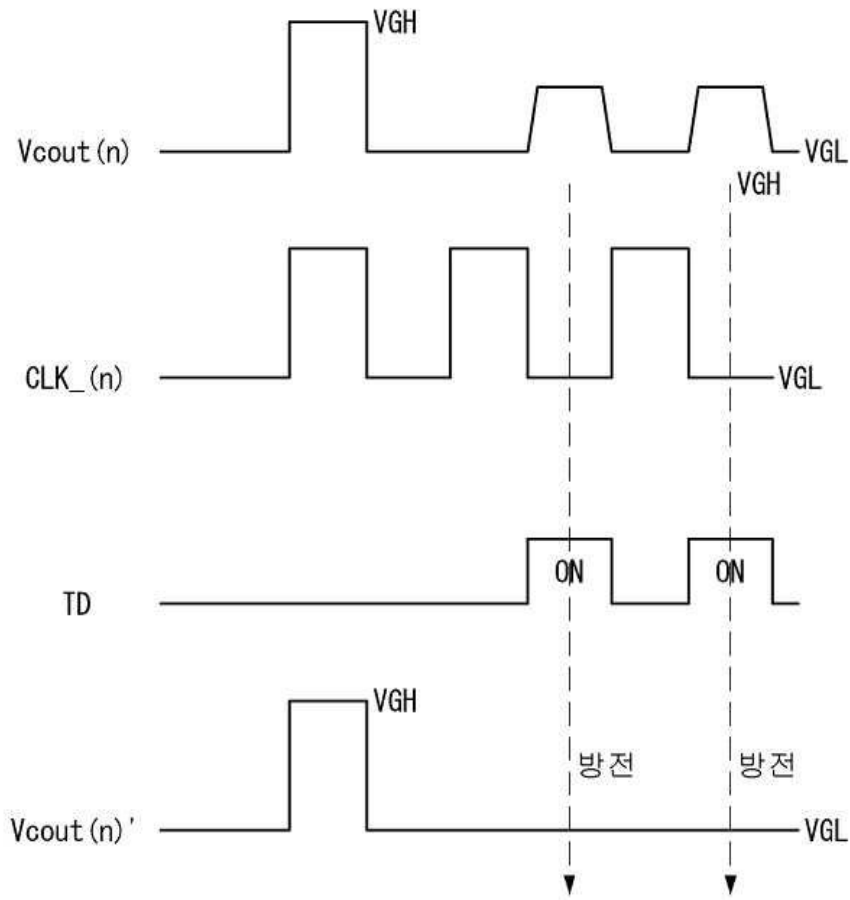 VGH
Vcout(n)
VGL
VGH
CLK_(n)
VGL
ON
ON
TD
VGH
방전
방전
Vcout(n)'
VGL